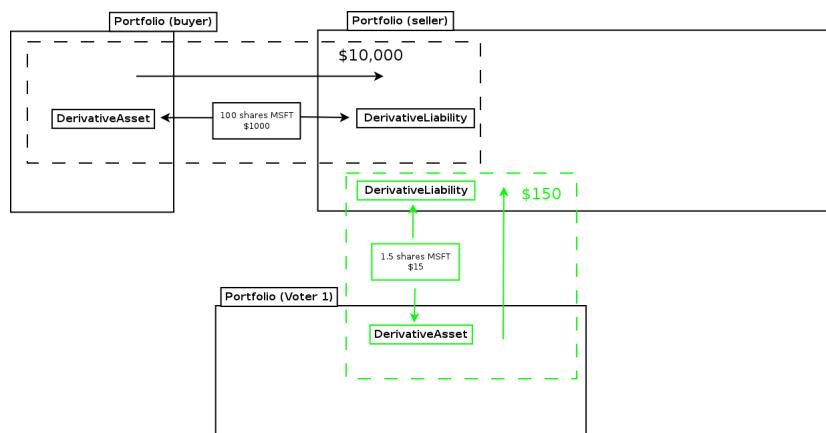 Portfolio (buyer)
Portfolio (seller)
$10,000
DerivativeAsset
100 shares MSFT
$1000
DerivativeLiability
DerivativeLiability
$150
1.5 shares MSFT
$15
Portfolio (Voter 1)
DerivativeAsset